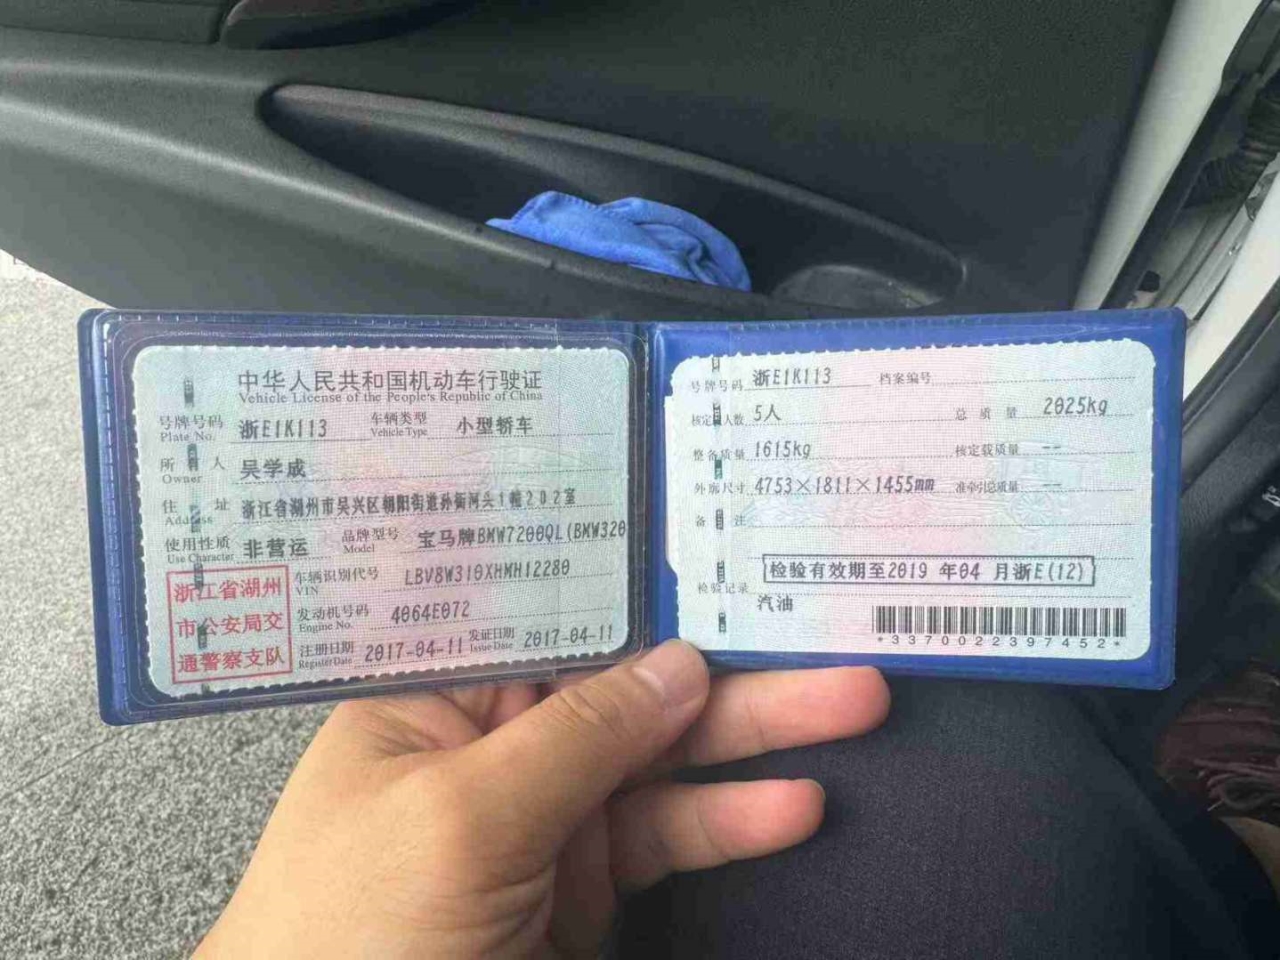 中华人民共和国机动车行驶证
Vehicle License of the People's Republic of China
号牌号码 浙E1K113 车辆类型 小型轿车
Plate No. Vehicle Type
所 人 吴学成
Owner
住 址 浙江省湖州市吴兴区朝阳街道孙衙河头1幢202室
Address
使用性质 非营运 品牌型号 宝马牌BMW7200QL(BMW320
Use Character Model
浙江省湖州
市公安局交
通警察支队
车辆识别代号 LBV8W310XHMH12280
VIN
发动机号码 4064E072
Engine No.
注册日期 2017-04-11 发证日期 2017-04-11
Register Date Issue Date
号牌号码 浙E1K113 档案编号
核定 人数 5人 总 质 量 2025kg
整备质量 1615kg 核定载质量 --
外廓尺寸 4753×1811×1455mm 准牵引总质量 --
备 注
检验有效期至2019 年04 月浙E(12)
检验记录
汽油
*3370022397452*